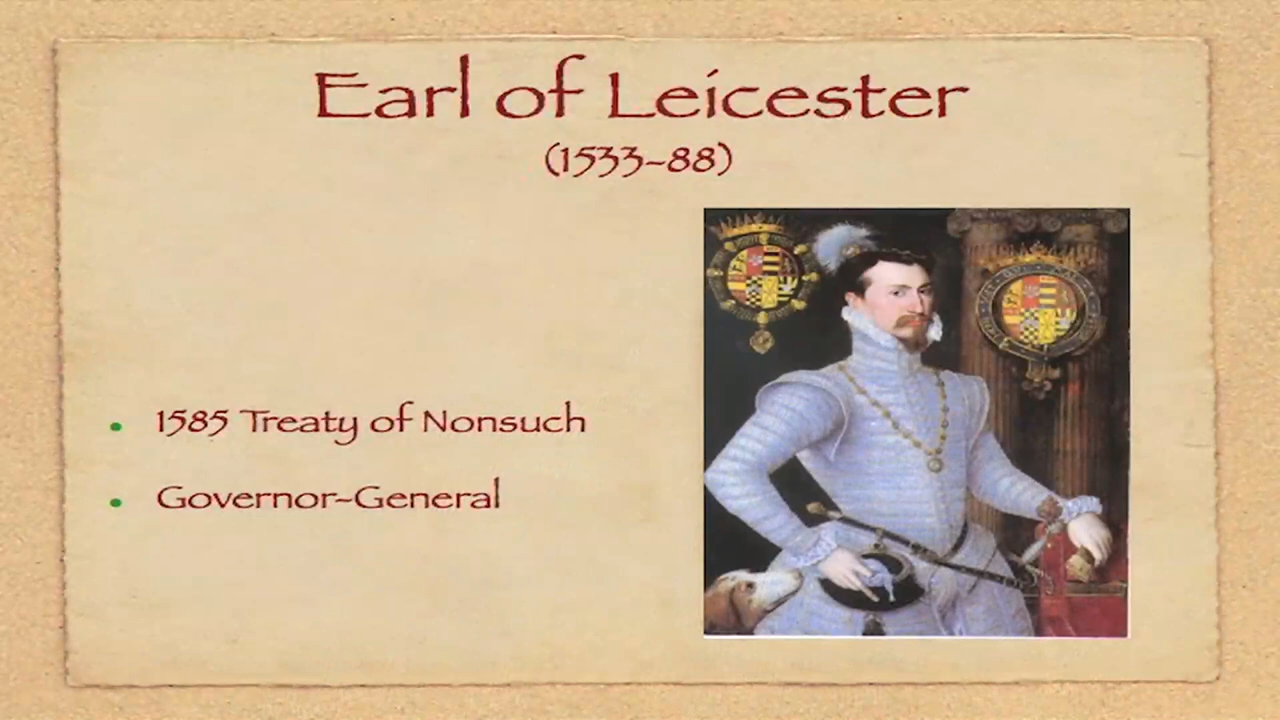 Earl of Leicester
(1533-88)
1585 Treaty of Nonsuch
Governor-General